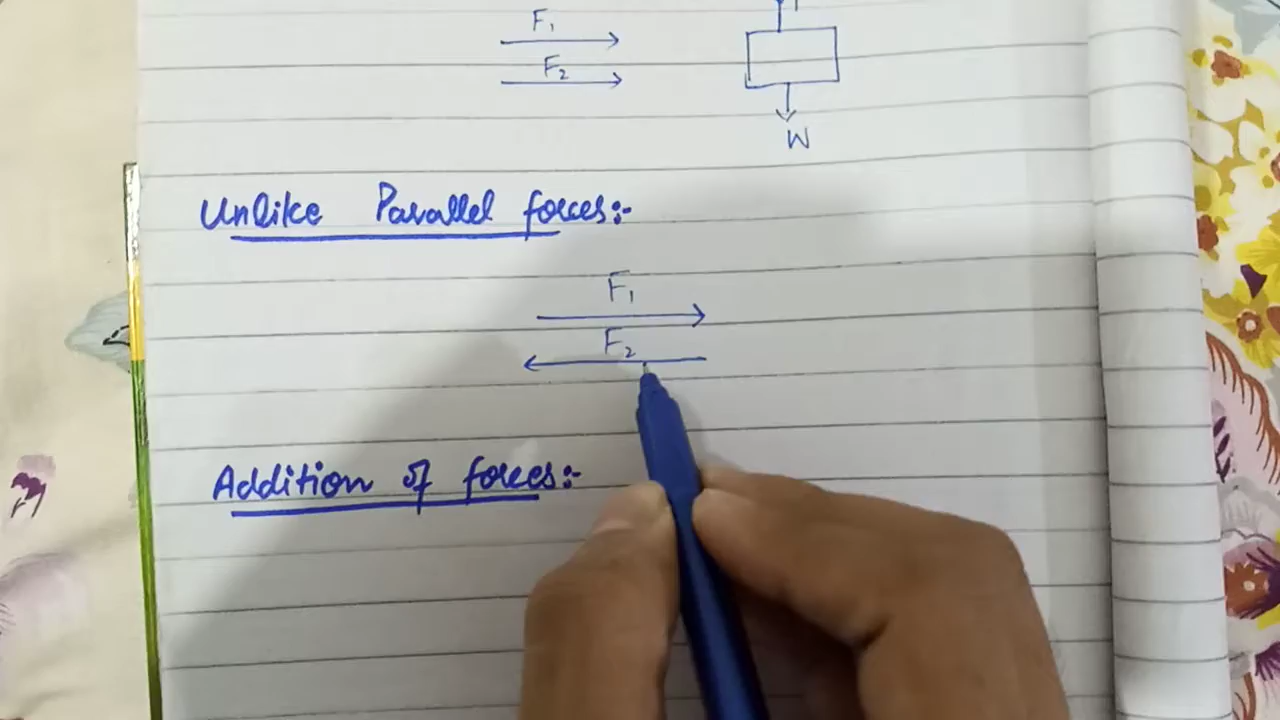 F₁
F₂
W
Unlike Parallel forces:-
F₁
F₂
Addition of forces:-